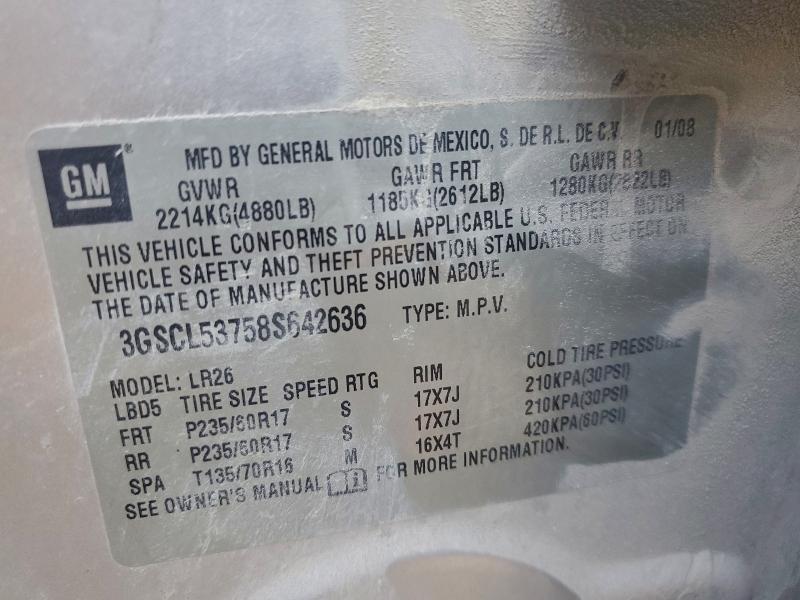 GM ® MFD BY GENERAL MOTORS DE MEXICO, S. DE R.L. DE C.V. 01/08
GVWR GAWR FRT GAWR RR
2214KG(4880LB) 1185KG(2612LB) 1280KG(2822LB)
THIS VEHICLE CONFORMS TO ALL APPLICABLE U.S. FEDERAL MOTOR
VEHICLE SAFETY AND THEFT PREVENTION STANDARDS IN EFFECT ON
THE DATE OF MANUFACTURE SHOWN ABOVE.
3GSCL53758S642636 TYPE: M.P.V.
MODEL: LR26
LBD5 TIRE SIZE SPEED RTG RIM COLD TIRE PRESSURE
FRT P235/60R17 S 17X7J 210KPA(30PSI)
RR P235/60R17 S 17X7J 210KPA(30PSI)
SPA T135/70R16 M 16X4T 420KPA(60PSI)
SEE OWNER'S MANUAL i FOR MORE INFORMATION.